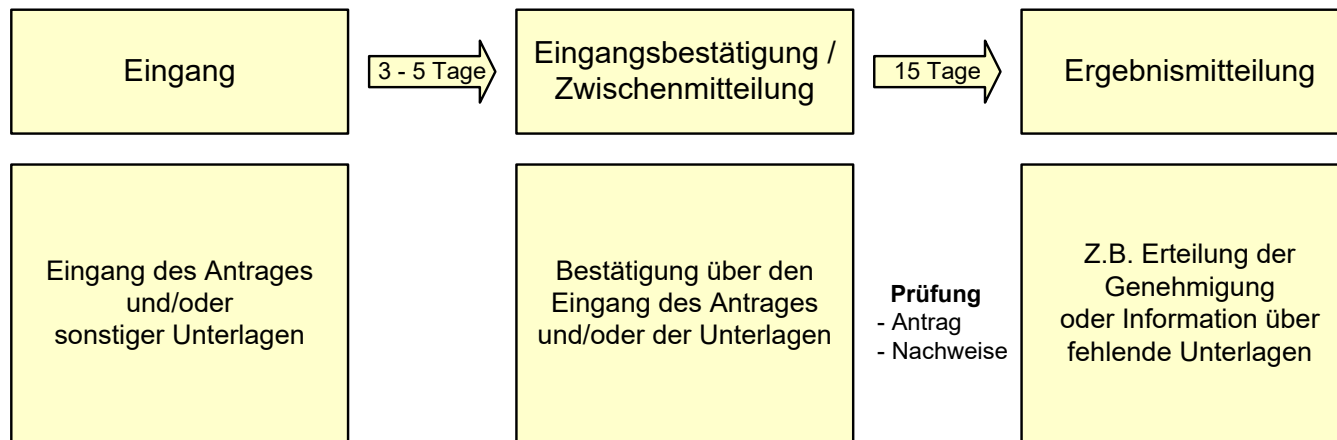 Eingang
3 - 5 Tage
Eingangsbestätigung /
Zwischenmitteilung
15 Tage
Ergebnismitteilung
Eingang des Antrages
und/oder
sonstiger Unterlagen
Bestätigung über den
Eingang des Antrages
und/oder der Unterlagen
Prüfung
- Antrag
- Nachweise
Z.B. Erteilung der
Genehmigung
oder Information über
fehlende Unterlagen